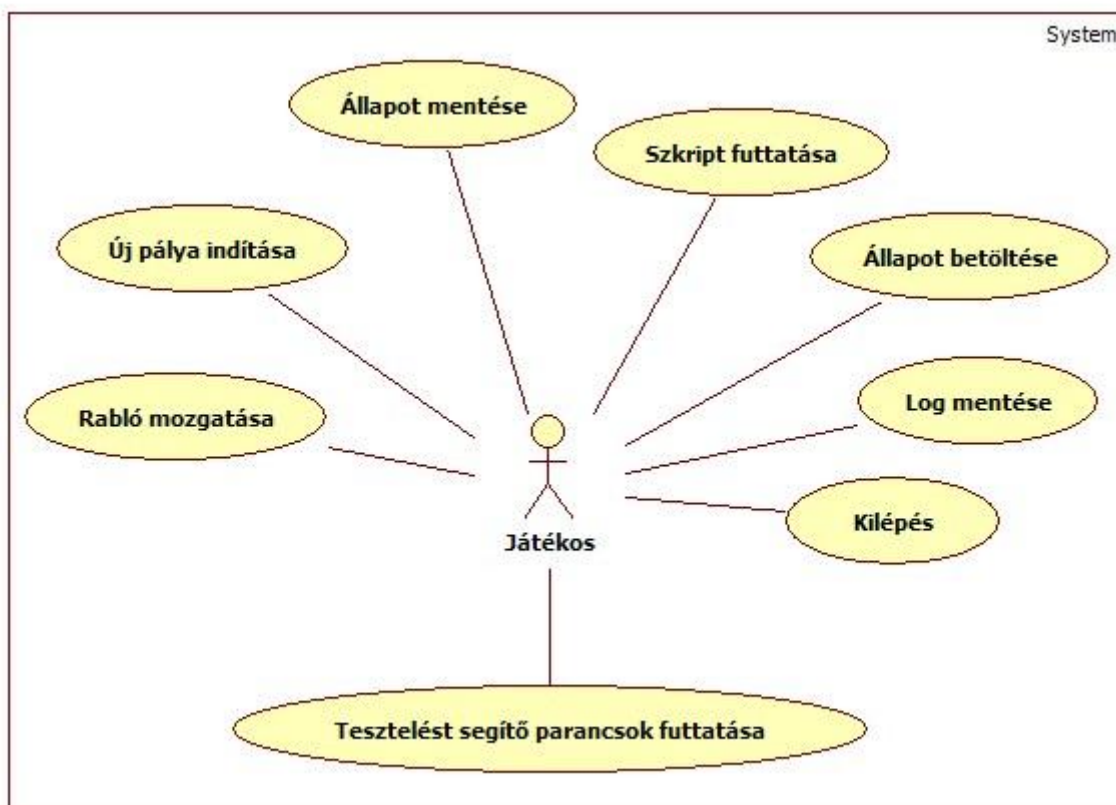 System
Állapot mentése
Szkript futtatása
Új pálya indítása
Állapot betöltése
Rabló mozgatása
Log mentése
Kilépés
Játékos
Tesztelést segítő parancsok futtatása